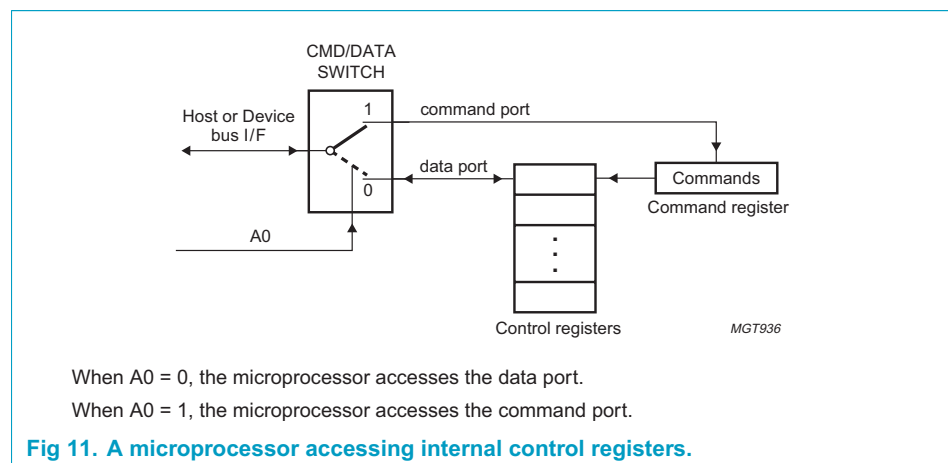 CMD/DATA
SWITCH
Host or Device
bus I/F
1
command port
data port
0
A0
Commands
Command register
Control registers
MGT936
When A0 = 0, the microprocessor accesses the data port.
When A0 = 1, the microprocessor accesses the command port.
Fig 11. A microprocessor accessing internal control registers.